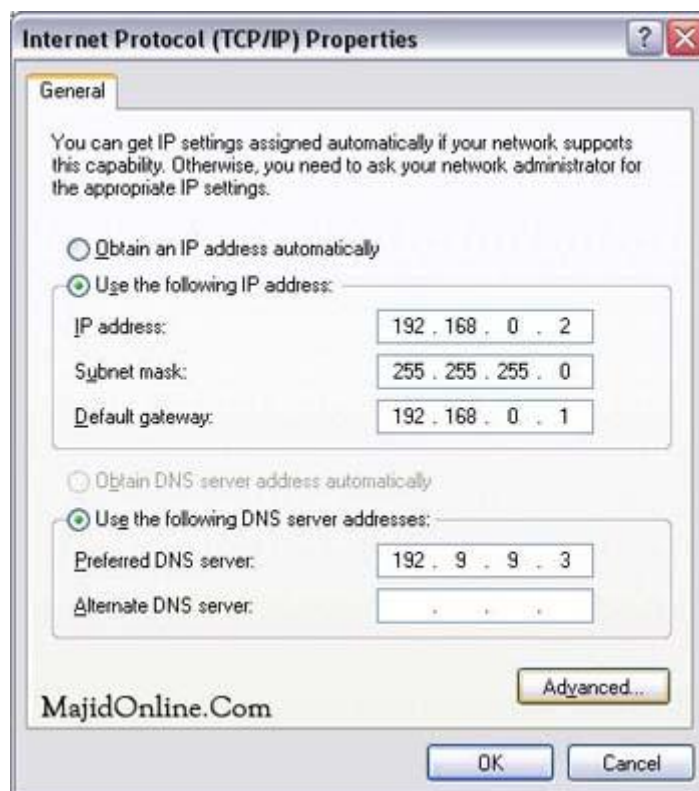 Internet Protocol (TCP/IP) Properties
General
You can get IP settings assigned automatically if your network supports
this capability. Otherwise, you need to ask your network administrator for
the appropriate IP settings.
Obtain an IP address automatically
Use the following IP address:
IP address: 192 . 168 . 0 . 2
Subnet mask: 255 . 255 . 255 . 0
Default gateway: 192 . 168 . 0 . 1
Obtain DNS server address automatically
Use the following DNS server addresses:
Preferred DNS server: 192 . 9 . 9 . 3
Alternate DNS server: . . .
Advanced...
MajidOnline.Com
OK Cancel